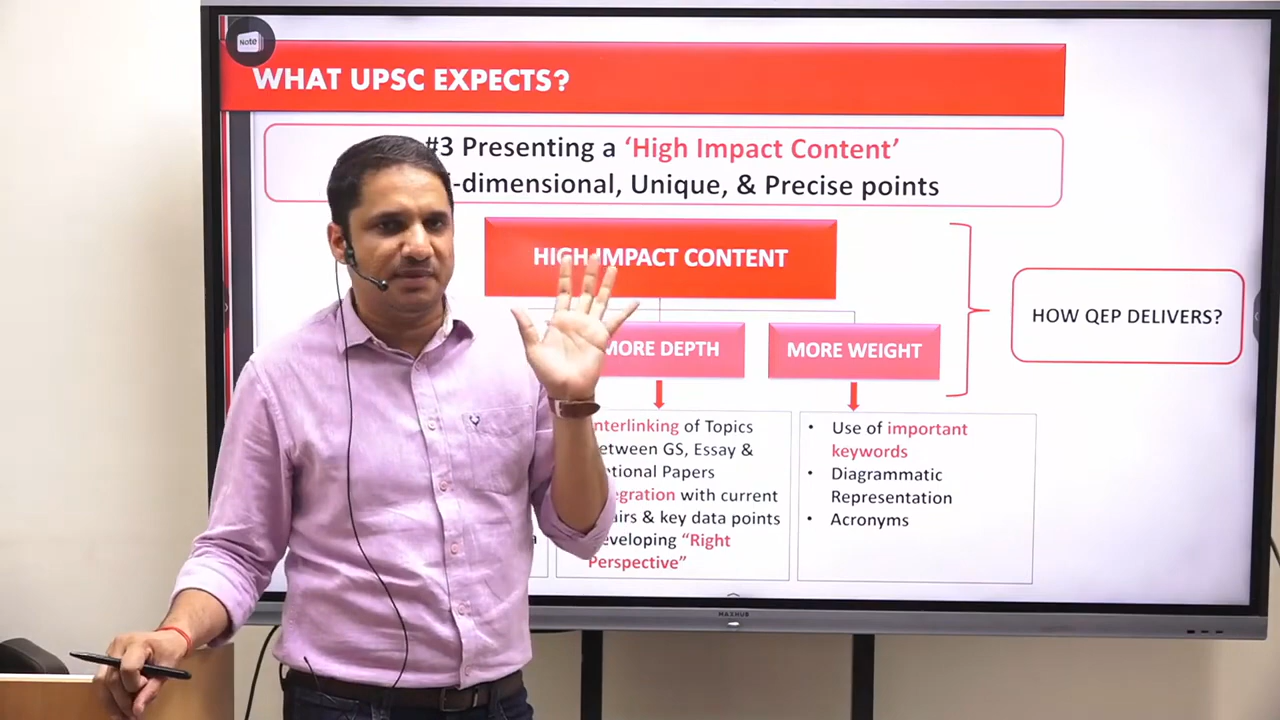 Note
WHAT UPSC EXPECTS?
#3 Presenting a ‘High Impact Content’
-dimensional, Unique, & Precise points
HIGH IMPACT CONTENT
MORE DEPTH
MORE WEIGHT
HOW QEP DELIVERS?
nterlinking of Topics
etween GS, Essay &
tional Papers
egration with current
airs & key data points
eveloping “Right
Perspective”
• Use of important
keywords
• Diagrammatic
Representation
• Acronyms
MAXHUB